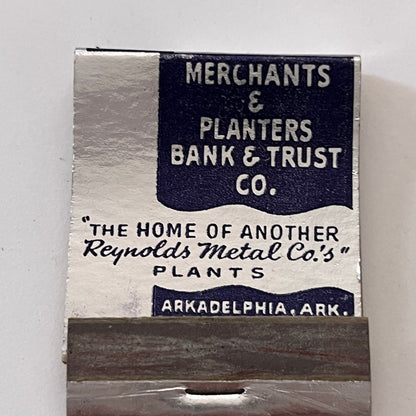 MERCHANTS
&
PLANTERS
BANK & TRUST
CO.
"THE HOME OF ANOTHER
Reynolds Metal Co.'s"
PLANTS
ARKADELPHIA, ARK.